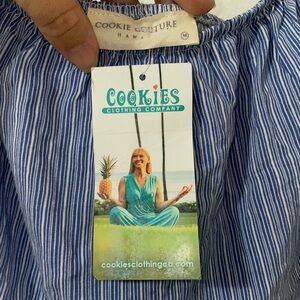 COOKIE COUTURE
HAWAII
M
COOKIES
CLOTHING COMPANY
cookiesclothingco.com